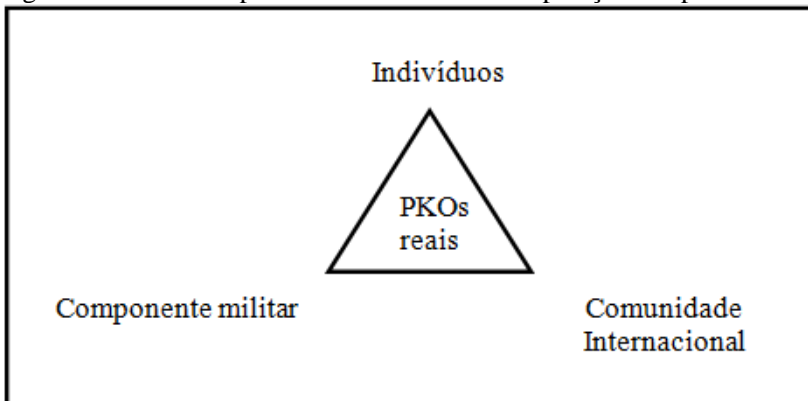 Indivíduos
PKOs
reais
Componente militar
Comunidade
Internacional